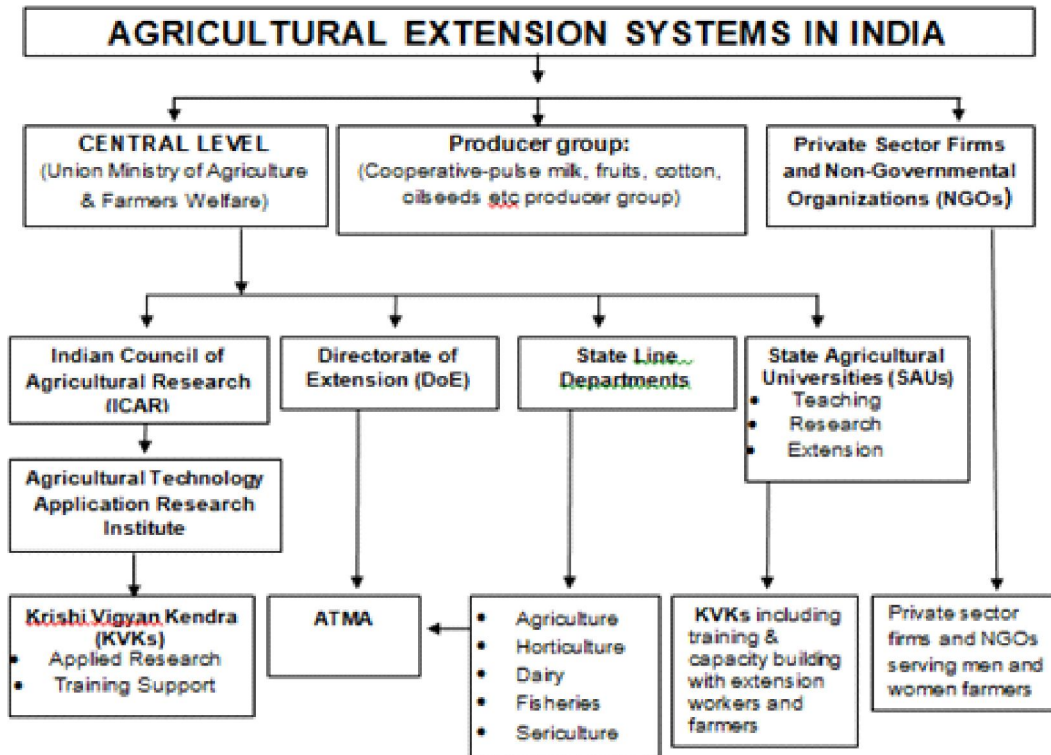 AGRICULTURAL EXTENSION SYSTEMS IN INDIA
CENTRAL LEVEL
(Union Ministry of Agriculture
& Farmers Welfare)
Producer group:
(Cooperative-pulse milk, fruits, cotton,
oilseeds etc producer group)
Private Sector Firms
and Non-Governmental
Organizations (NGOs)
Indian Council of
Agricultural Research
(ICAR)
Directorate of
Extension (DoE)
State Line
Departments
State Agricultural
Universities (SAUs)
• Teaching
• Research
• Extension
Agricultural Technology
Application Research
Institute
Krishi Vigyan Kendra
(KVKs)
• Applied Research
• Training Support
ATMA
• Agriculture
• Horticulture
• Dairy
• Fisheries
• Sericulture
KVKs including
training &
capacity building
with extension
workers and
farmers
Private sector
firms and NGOs
serving men and
women farmers